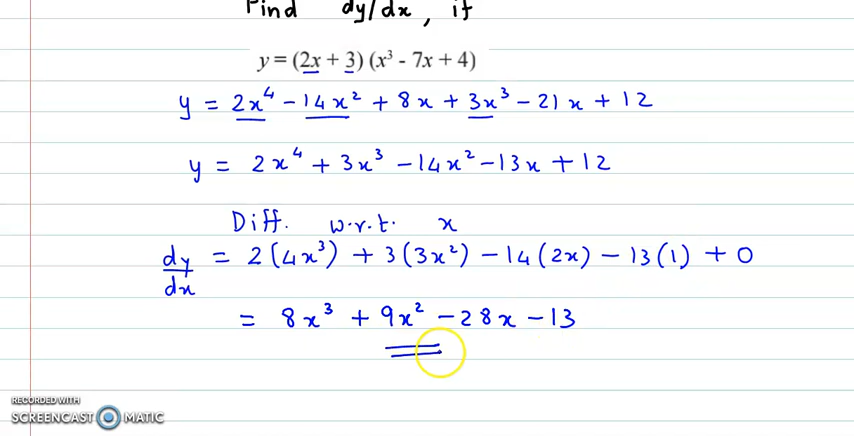 Find dy/dx, if
y = (2x + 3) (x³ - 7x + 4)
y = 2x⁴ - 14x² + 8x + 3x³ - 21x + 12
y = 2x⁴ + 3x³ - 14x² - 13x + 12
Diff. w.r.t. x
dy/dx = 2(4x³) + 3(3x²) - 14(2x) - 13(1) + 0
= 8x³ + 9x² - 28x - 13
RECORDED WITH
SCREENCAST MATIC